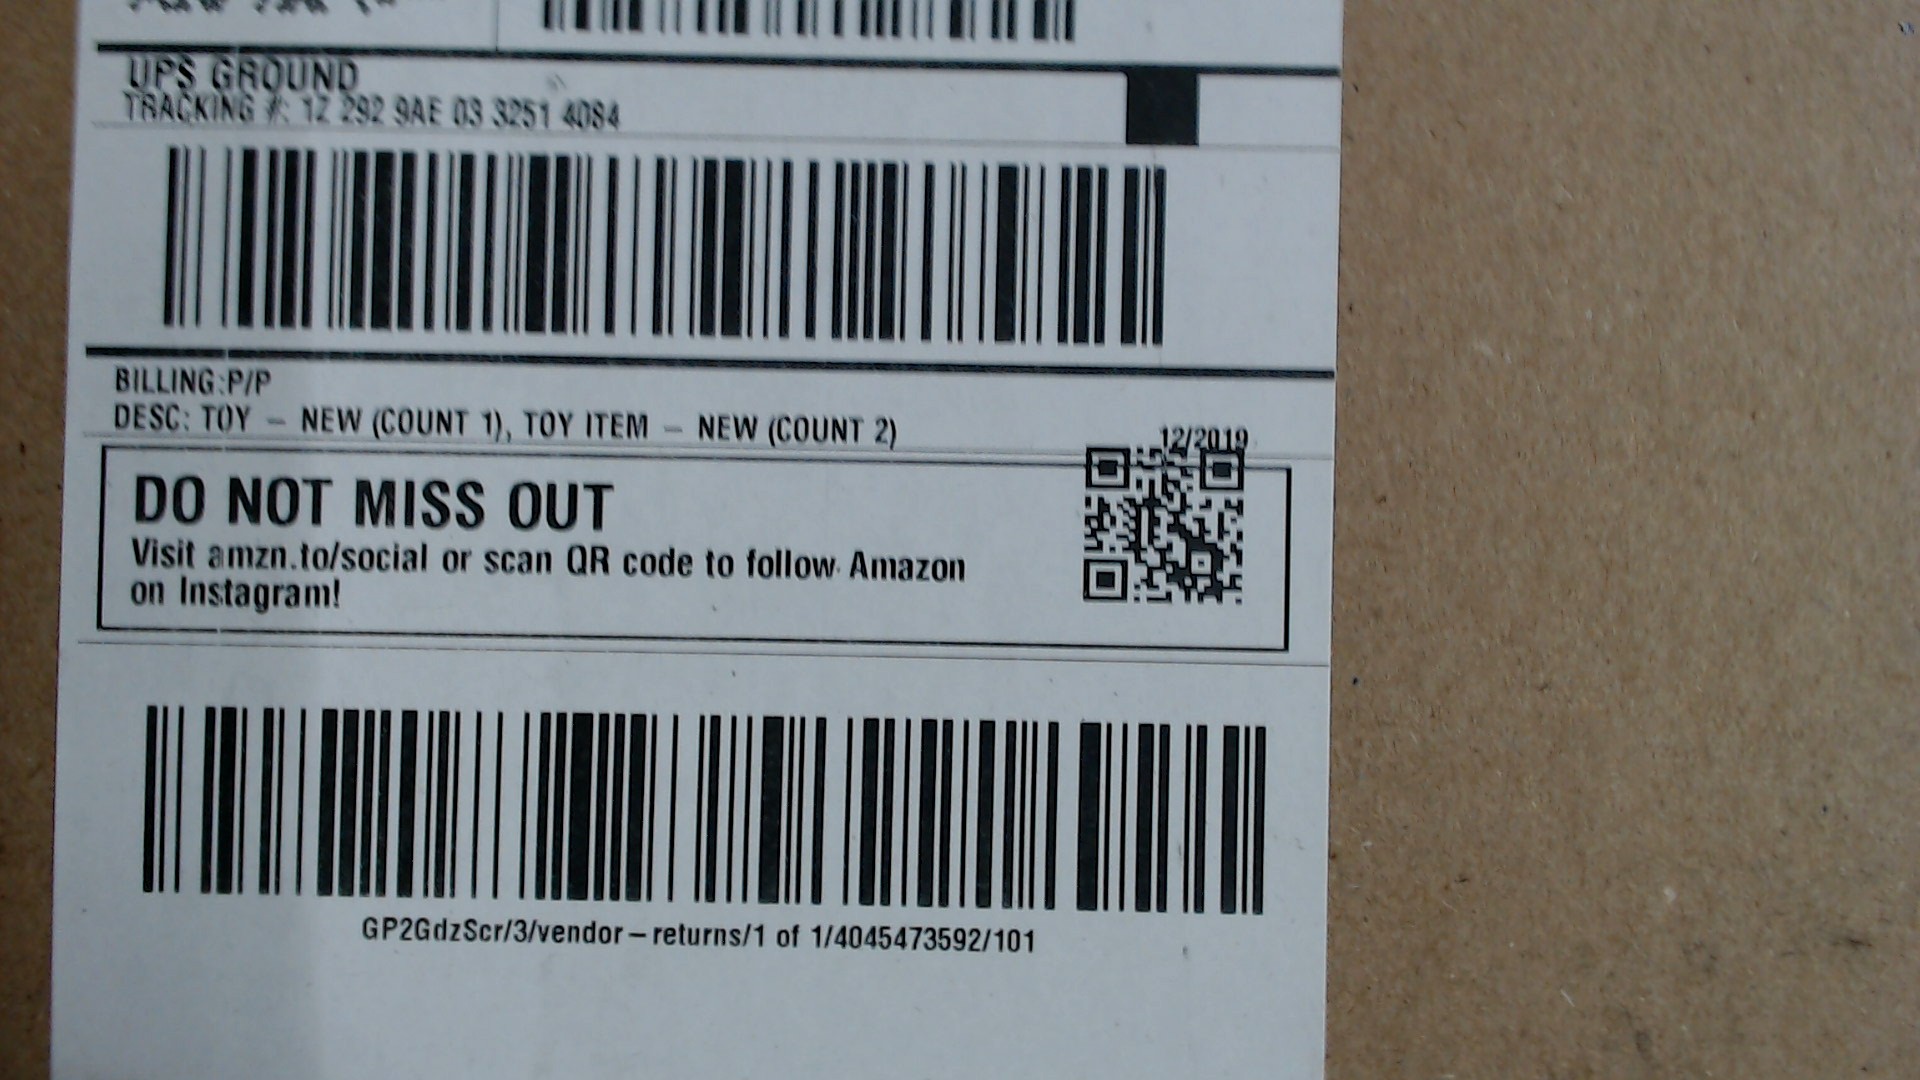 UPS GROUND
TRACKING #: 1Z 292 9AE 03 3251 4084
BILLING:P/P
DESC: TOY – NEW (COUNT 1), TOY ITEM – NEW (COUNT 2)
12/2019
DO NOT MISS OUT
Visit amzn.to/social or scan QR code to follow Amazon
on Instagram!
GP2GdzScr/3/vendor–returns/1 of 1/4045473592/101